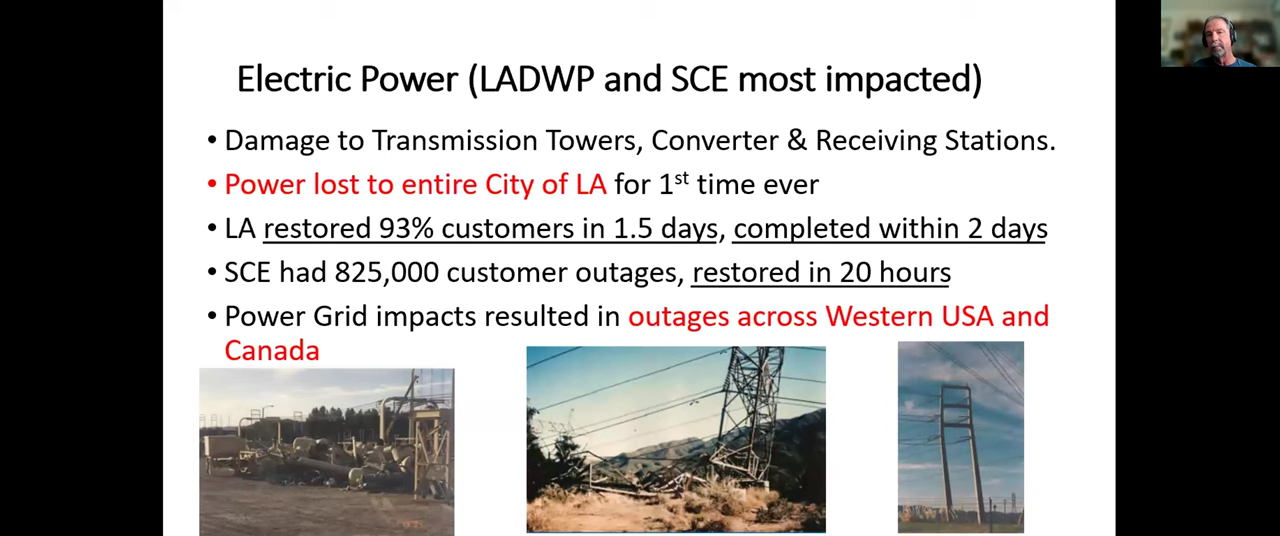 Electric Power (LADWP and SCE most impacted)
• Damage to Transmission Towers, Converter & Receiving Stations.
• Power lost to entire City of LA for 1st time ever
• LA restored 93% customers in 1.5 days, completed within 2 days
• SCE had 825,000 customer outages, restored in 20 hours
• Power Grid impacts resulted in outages across Western USA and
Canada